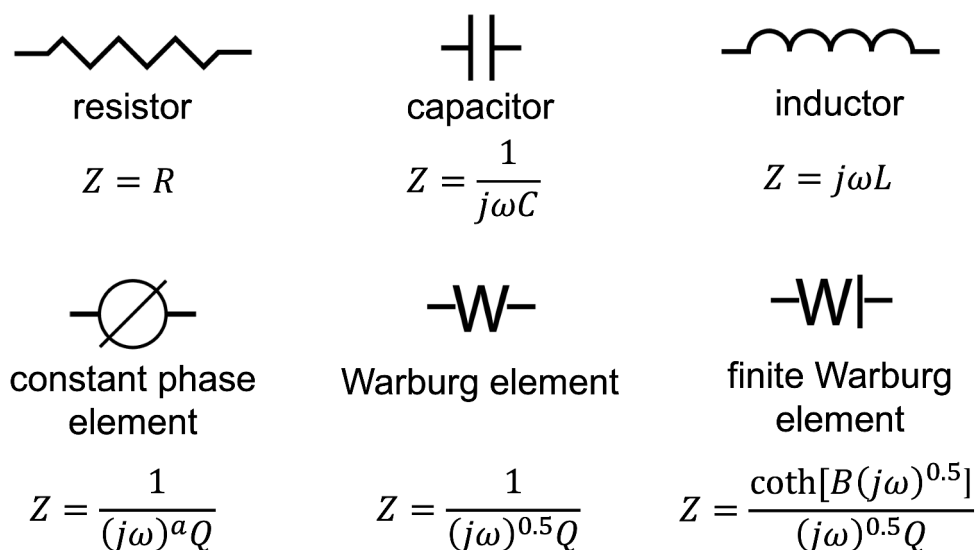 resistor capacitor inductor
Z = R Z = 1/(jωC) Z = jωL
W W|
constant phase element Warburg element finite Warburg element
Z = 1/((jω)^a Q) Z = 1/((jω)^0.5 Q) Z = coth[B(jω)^0.5]/((jω)^0.5 Q)